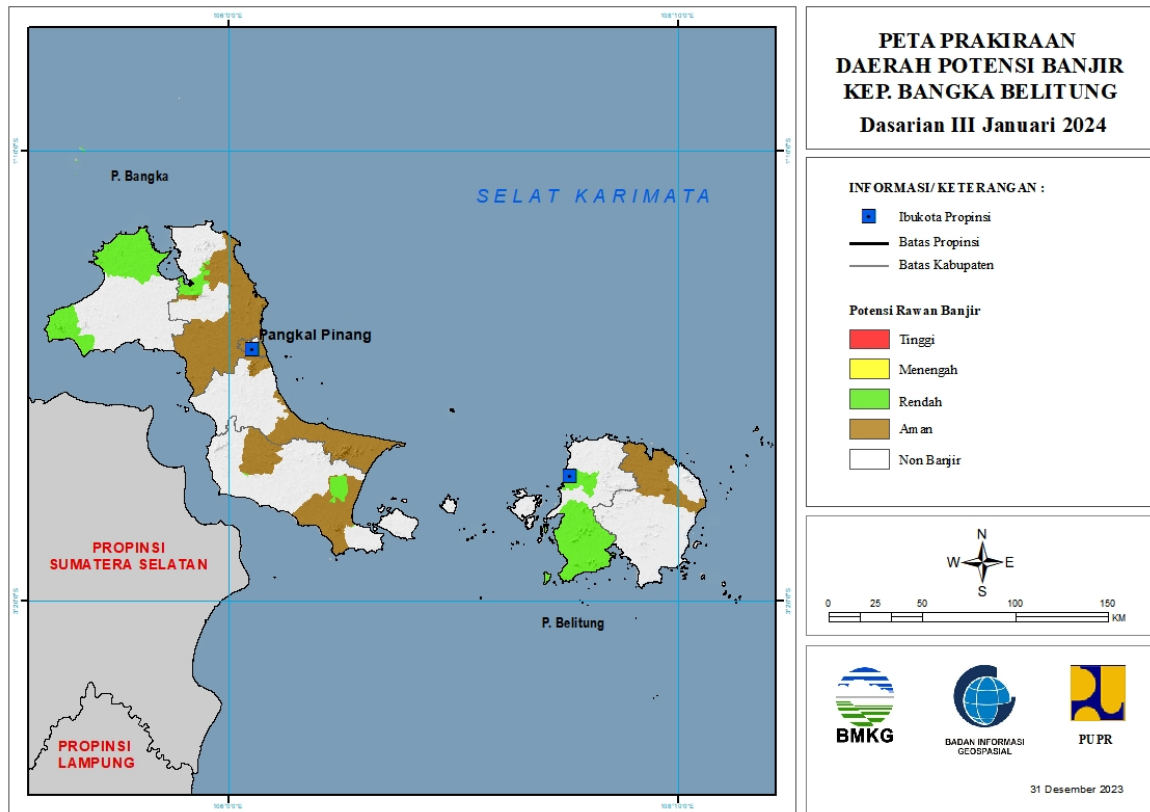 PETA PRAKIRAAN
DAERAH POTENSI BANJIR
KEP. BANGKA BELITUNG
Dasarian III Januari 2024
P. Bangka
SELAT KARIMATA
Pangkal Pinang
PROPINSI
SUMATERA SELATAN
P. Belitung
PROPINSI
LAMPUNG
INFORMASI/ KETERANGAN :
Ibukota Propinsi
Batas Propinsi
Batas Kabupaten
Potensi Rawan Banjir
Tinggi
Menengah
Rendah
Aman
Non Banjir
N
W
E
S
0 25 50 100 150
KM
BMKG
BADAN INFORMASI
GEOSPASIAL
PUPR
31 Desember 2023